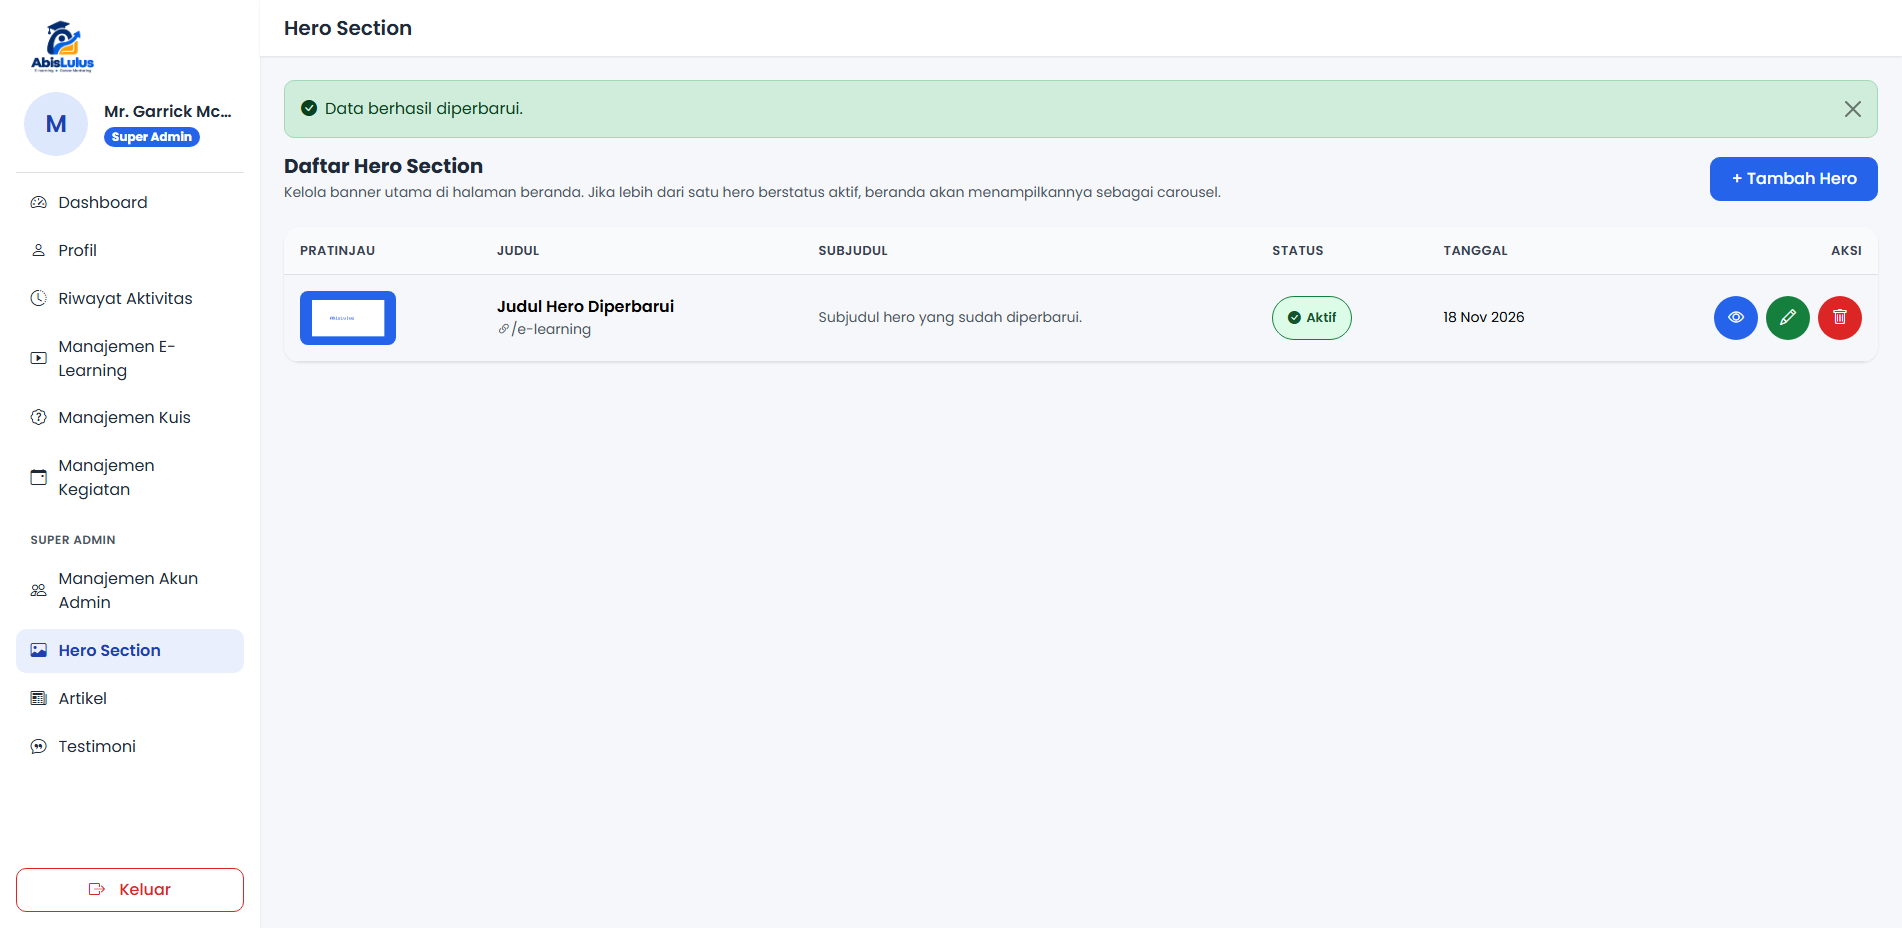 AbisLulus
Hero Section
M
Mr. Garrick Mc...
Super Admin
Dashboard
Profil
Riwayat Aktivitas
Manajemen E-
Learning
Manajemen Kuis
Manajemen
Kegiatan
SUPER ADMIN
Manajemen Akun
Admin
Hero Section
Artikel
Testimoni
Keluar
Data berhasil diperbarui.
Daftar Hero Section
Kelola banner utama di halaman beranda. Jika lebih dari satu hero berstatus aktif, beranda akan menampilkannya sebagai carousel.
+ Tambah Hero
PRATINJAU JUDUL SUBJUDUL STATUS TANGGAL AKSI
AbisLulus
Judul Hero Diperbarui
/e-learning
Subjudul hero yang sudah diperbarui.
Aktif
18 Nov 2026